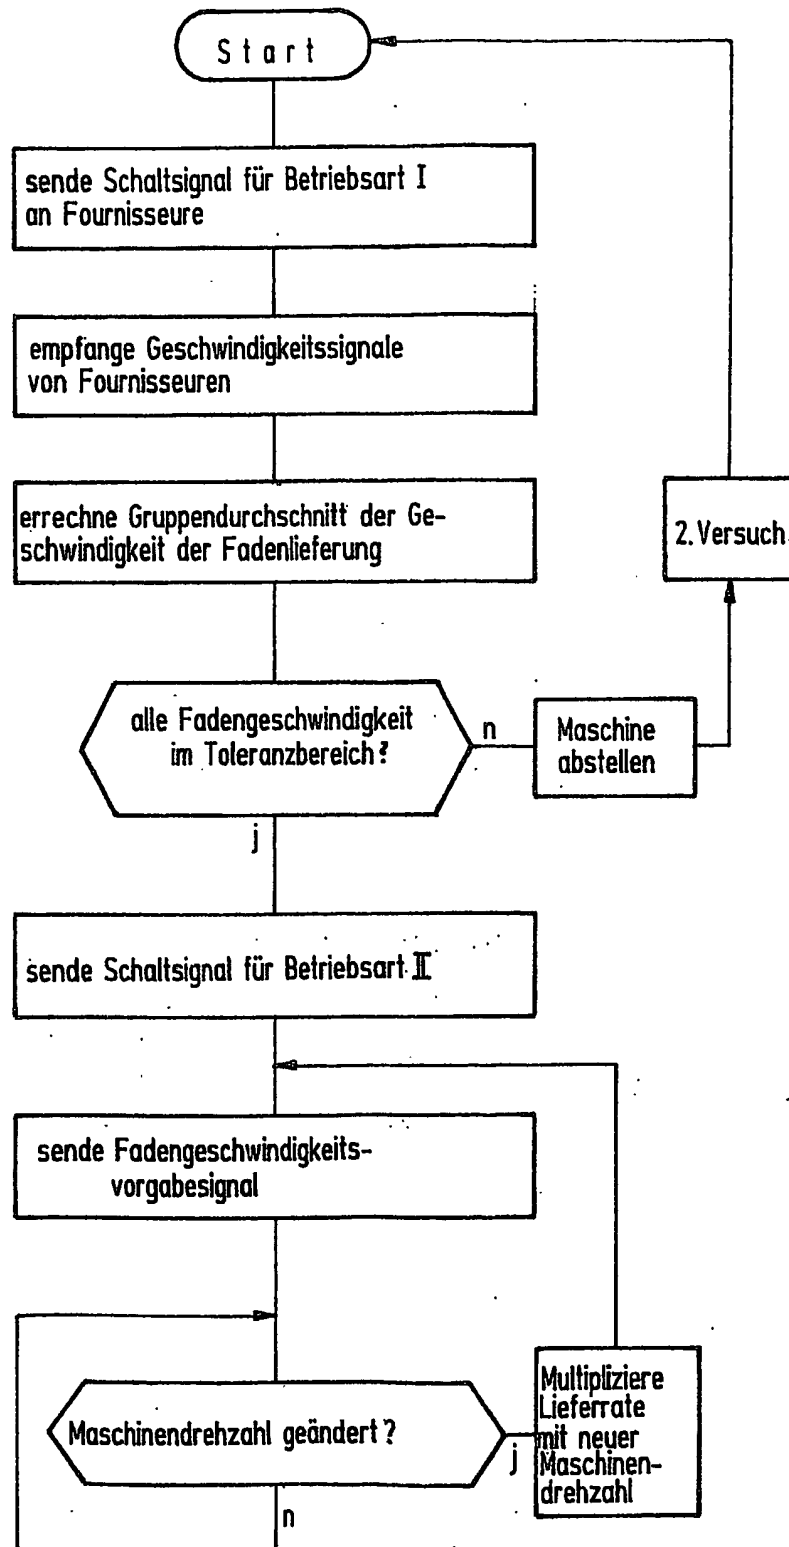 Start
sende Schaltsignal für Betriebsart I
an Fournisseure
empfange Geschwindigkeitssignale
von Fournisseuren
errechne Gruppendurchschnitt der Ge-
schwindigkeit der Fadenlieferung
2. Versuch
alle Fadengeschwindigkeit
im Toleranzbereich?
n
Maschine
abstellen
j
sende Schaltsignal für Betriebsart II
sende Fadengeschwindigkeits-
vorgabesignal
Maschinendrehzahl geändert?
j
Multipliziere
Lieferrate
mit neuer
Maschinen-
drehzahl
n